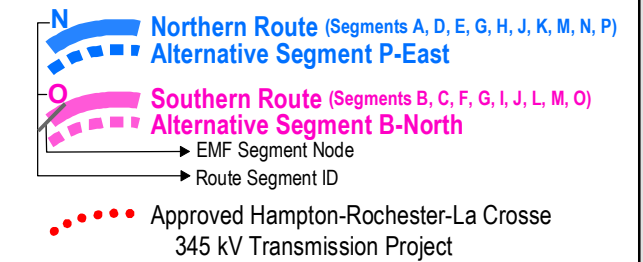 N
Northern Route (Segments A, D, E, G, H, J, K, M, N, P)
Alternative Segment P-East
O
Southern Route (Segments B, C, F, G, I, J, L, M, O)
Alternative Segment B-North
EMF Segment Node
Route Segment ID
Approved Hampton-Rochester-La Crosse
345 kV Transmission Project